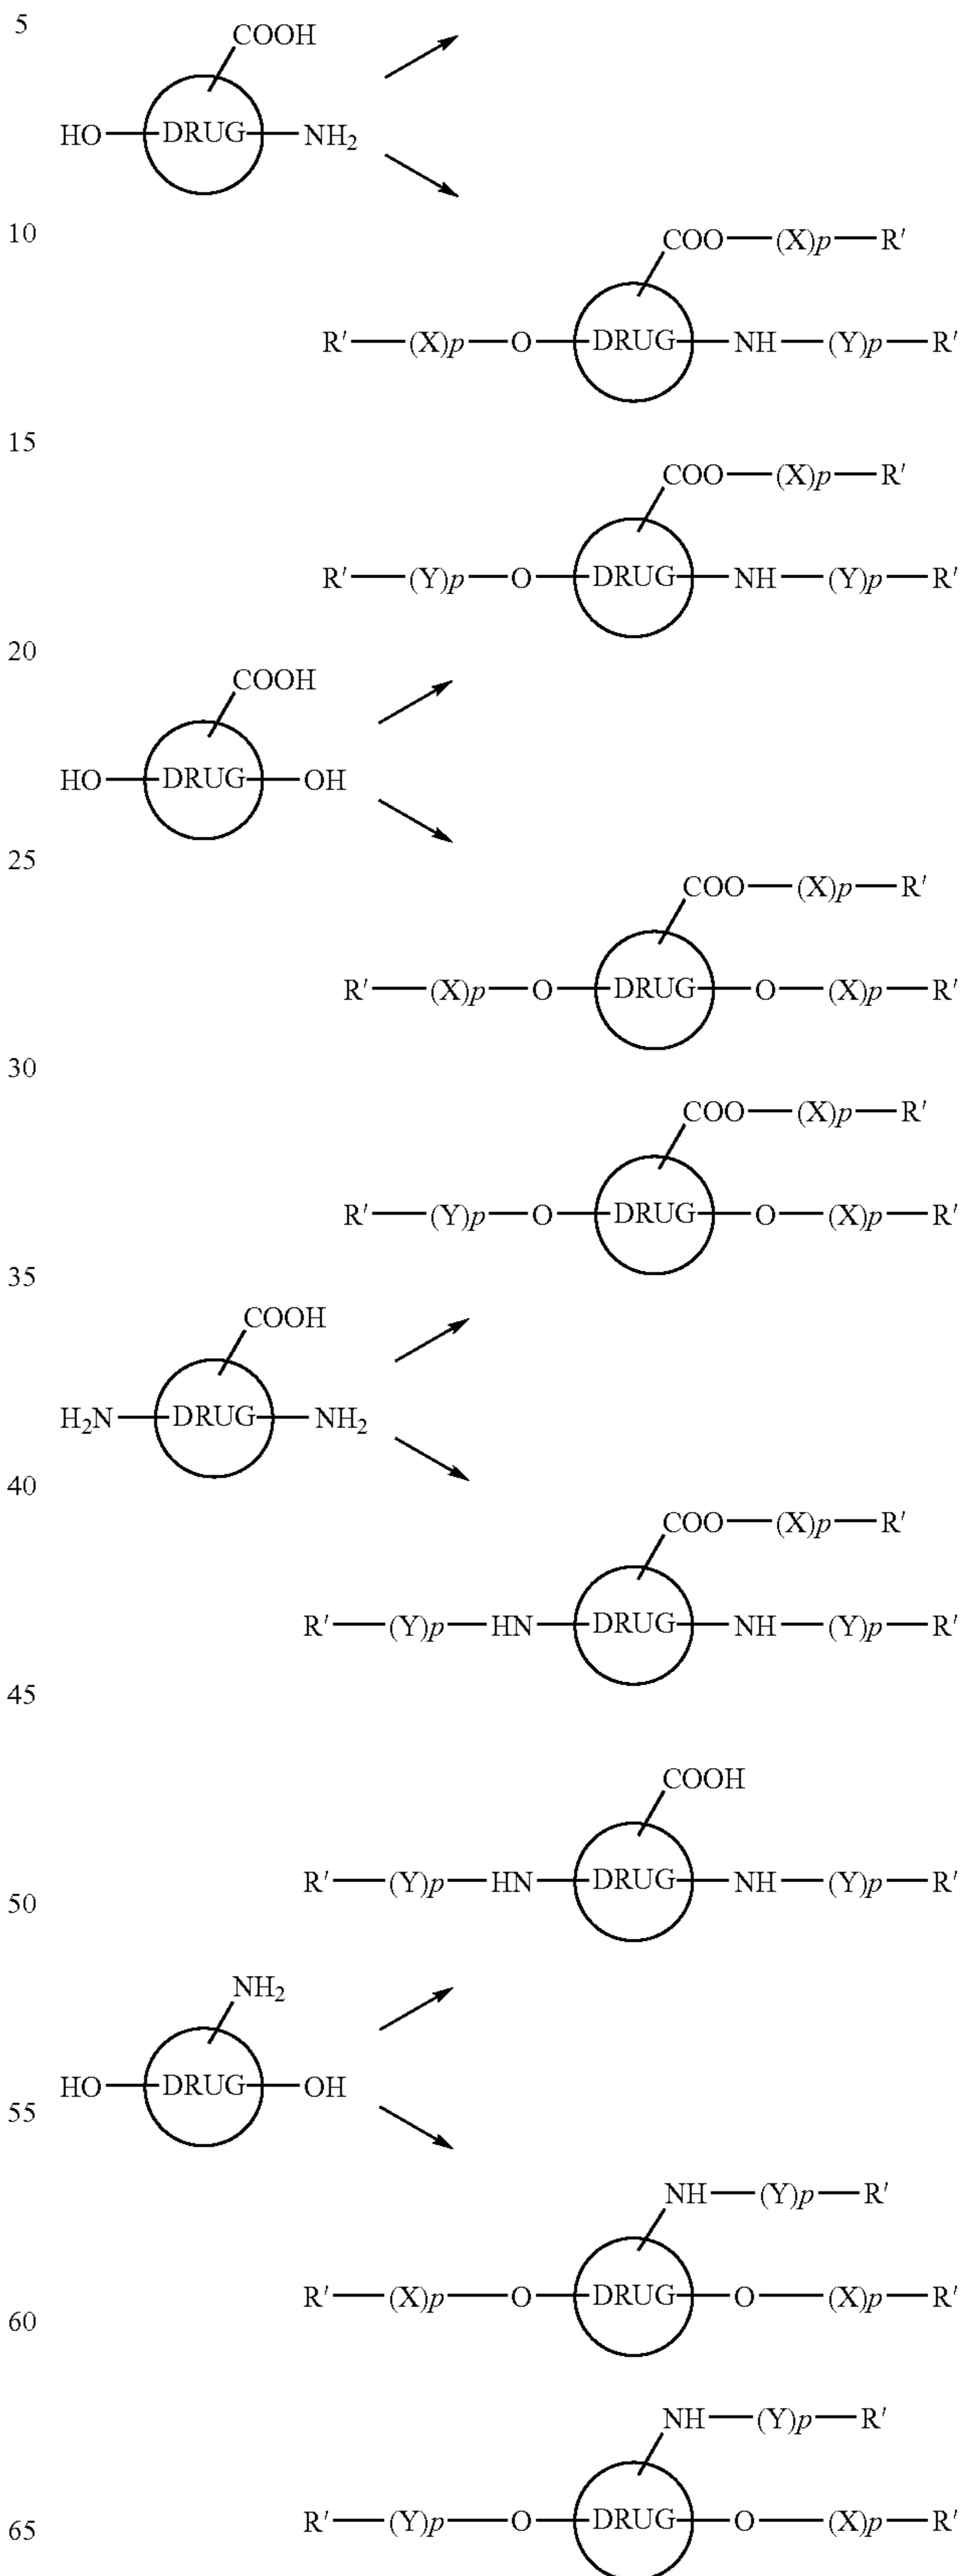 5
COOH
HO DRUG NH2
10
COO (X)p R'
R' (X)p O DRUG NH (Y)p R'
15
COO (X)p R'
R' (Y)p O DRUG NH (Y)p R'
20
COOH
HO DRUG OH
25
COO (X)p R'
R' (X)p O DRUG O (X)p R'
30
COO (X)p R'
R' (Y)p O DRUG O (X)p R'
35
COOH
H2N DRUG NH2
40
COO (X)p R'
R' (Y)p HN DRUG NH (Y)p R'
45
COOH
R' (Y)p HN DRUG NH (Y)p R'
50
NH2
HO DRUG OH
55
NH (Y)p R'
R' (X)p O DRUG O (X)p R'
60
NH (Y)p R'
R' (Y)p O DRUG O (X)p R'
65